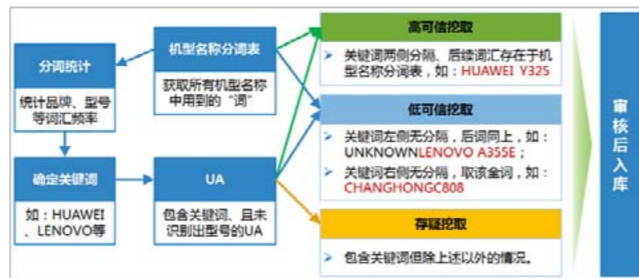 分词统计
统计品牌、型号
等词汇频率
确定关键词
如：HUAWEI
、LENOVO等
机型名称分词表
获取所有机型名称
中用到的“词”
UA
包含关键词、且未
识别出型号的UA
高可信挖取
关键词两侧分隔、后续词汇存在于机
型名称分词表，如：HUAWEI Y325
低可信挖取
关键词左侧无分隔，后词同上，如：
UNKNOWNLENOVO A355E；
关键词右侧无分隔，取该全词，如：
CHANGHONGC808
存疑挖取
包含关键词但除上述以外的情况。
审核后入库